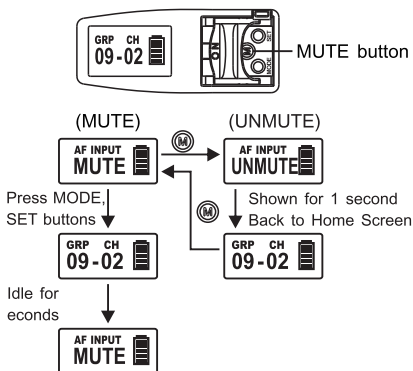 GRP CH
09-02
ON
M
SET
MODE
MUTE button
(MUTE)
(UNMUTE)
AF INPUT
MUTE
M
AF INPUT
UNMUTE
Press MODE,
SET buttons
M
Shown for 1 second
Back to Home Screen
GRP CH
09-02
GRP CH
09-02
Idle for
econds
AF INPUT
MUTE